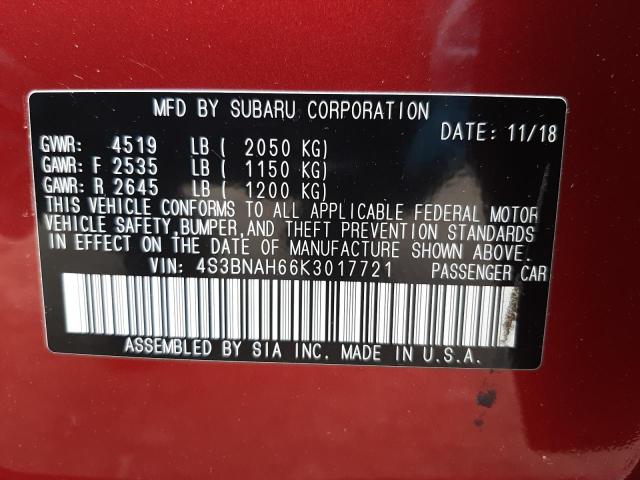 MFD BY SUBARU CORPORATION
DATE: 11/18
GVWR: 4519 LB ( 2050 KG)
GAWR: F 2535 LB ( 1150 KG)
GAWR: R 2645 LB ( 1200 KG)
THIS VEHICLE CONFORMS TO ALL APPLICABLE FEDERAL MOTOR
VEHICLE SAFETY,BUMPER,AND THEFT PREVENTION STANDARDS
IN EFFECT ON THE DATE OF MANUFACTURE SHOWN ABOVE.
VIN: 4S3BNAH66K3017721 PASSENGER CAR
ASSEMBLED BY SIA INC. MADE IN U.S.A.